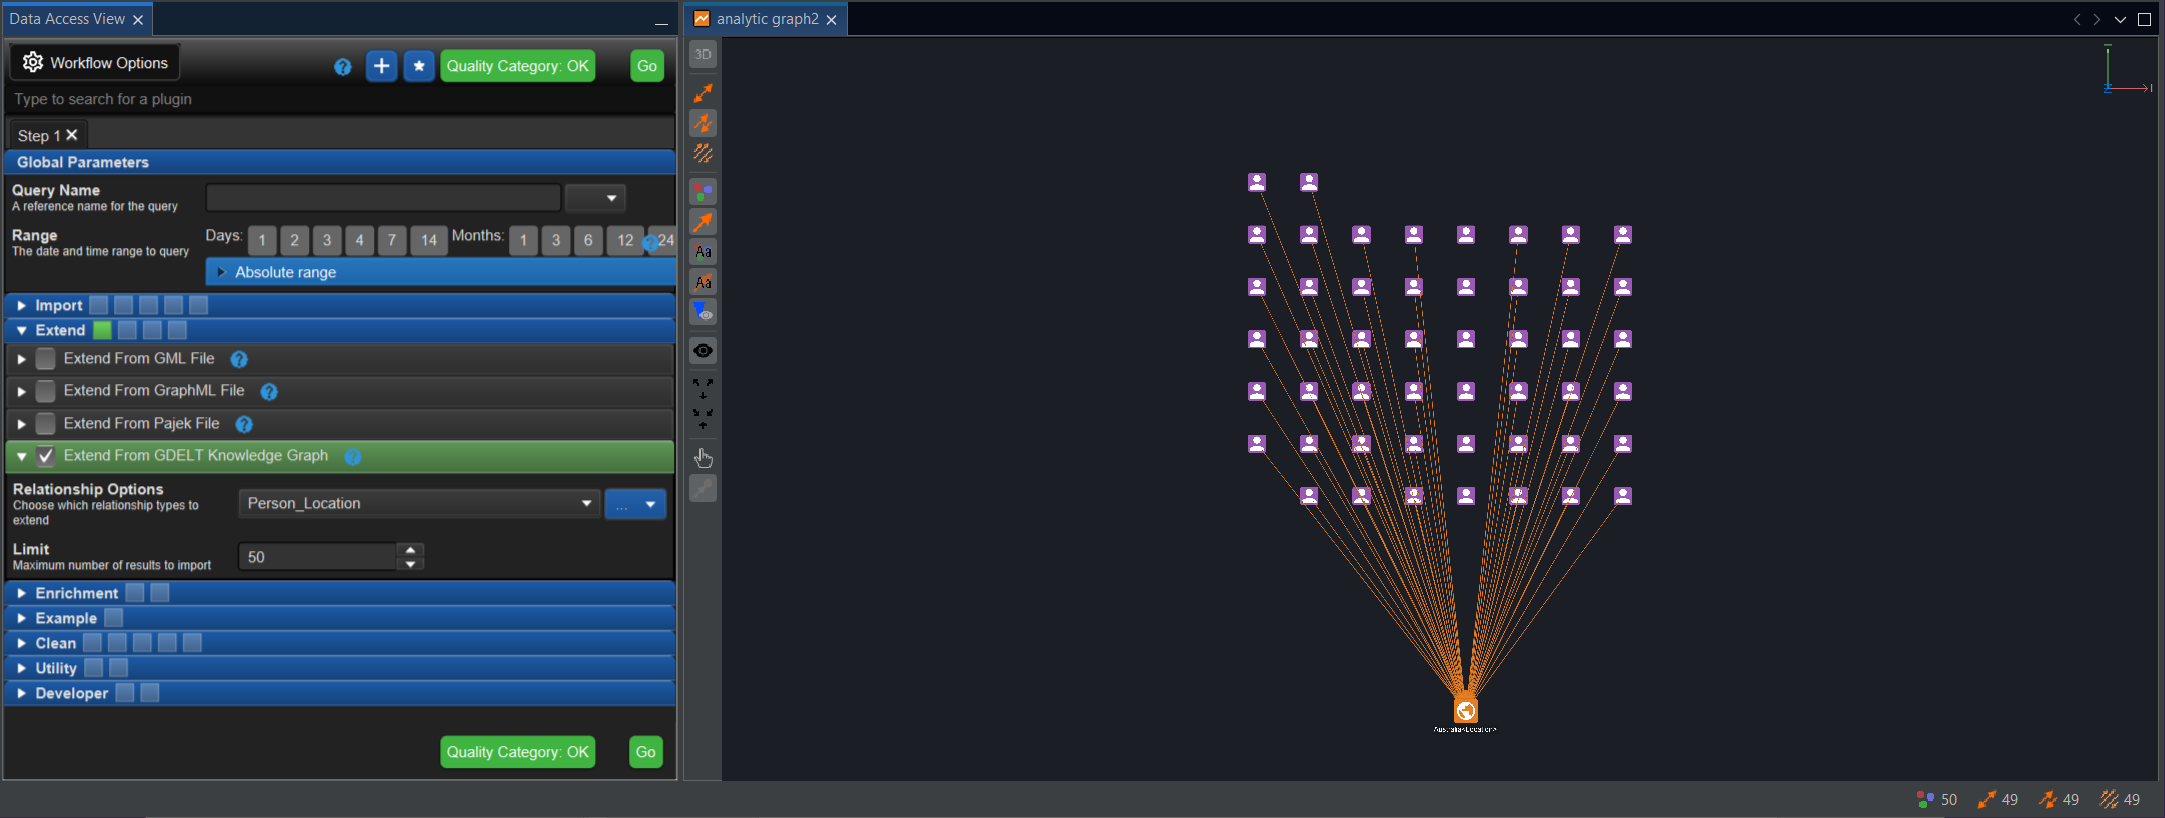 Data Access View
Workflow Options
Quality Category: OK
Go
Type to search for a plugin
Step 1
Global Parameters
Query Name
A reference name for the query
Range
The date and time range to query
Days: 1 2 3 4 7 14 Months: 1 3 6 12 24
Absolute range
Import
Extend
Extend From GML File
Extend From GraphML File
Extend From Pajek File
Extend From GDELT Knowledge Graph
Relationship Options
Choose which relationship types to
extend
Person_Location
...
Limit
Maximum number of results to import
50
Enrichment
Example
Clean
Utility
Developer
Quality Category: OK
Go
analytic graph2
3D
Aa
Aa
Australia<Location>
50 49 49 49